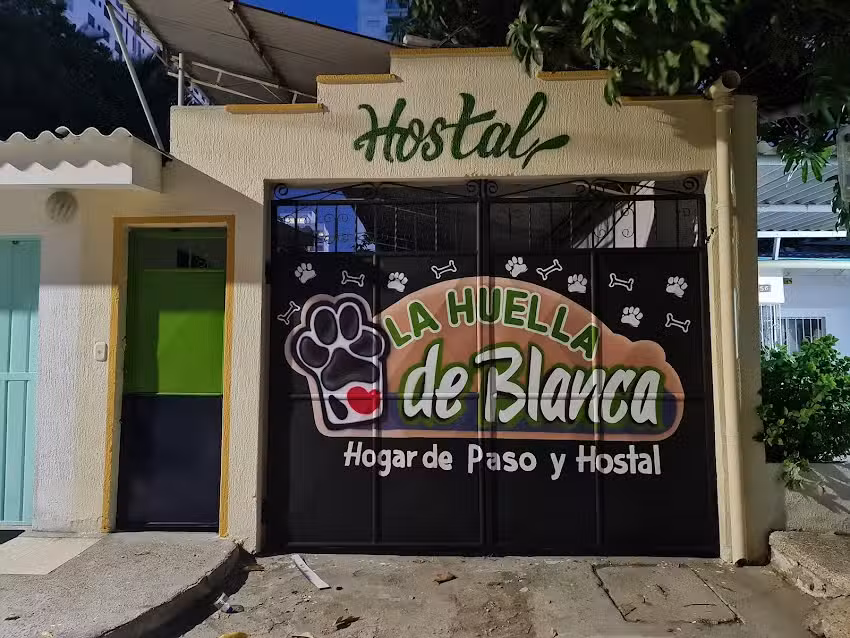 Hostal
LA HUELLA
de Blanca
Hogar de Paso y Hostal